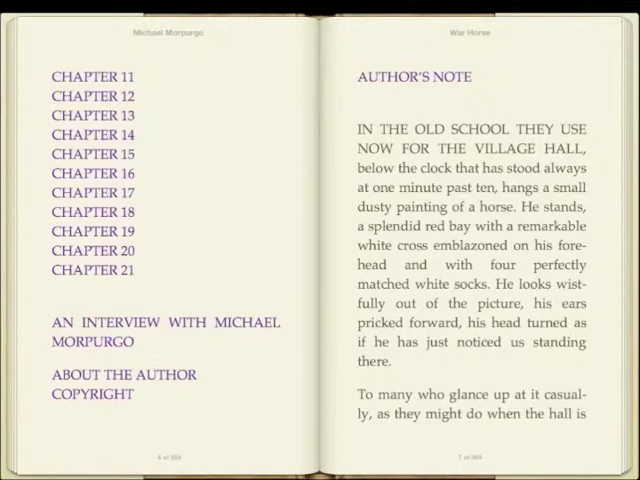 Michael Morpurgo
CHAPTER 11
CHAPTER 12
CHAPTER 13
CHAPTER 14
CHAPTER 15
CHAPTER 16
CHAPTER 17
CHAPTER 18
CHAPTER 19
CHAPTER 20
CHAPTER 21
AN INTERVIEW WITH MICHAEL
MORPURGO
ABOUT THE AUTHOR
COPYRIGHT
6 of 369
War Horse
AUTHOR'S NOTE
IN THE OLD SCHOOL THEY USE
NOW FOR THE VILLAGE HALL,
below the clock that has stood always
at one minute past ten, hangs a small
dusty painting of a horse. He stands,
a splendid red bay with a remarkable
white cross emblazoned on his fore-
head and with four perfectly
matched white socks. He looks wist-
fully out of the picture, his ears
pricked forward, his head turned as
if he has just noticed us standing
there.
To many who glance up at it casual-
ly, as they might do when the hall is
7 of 369